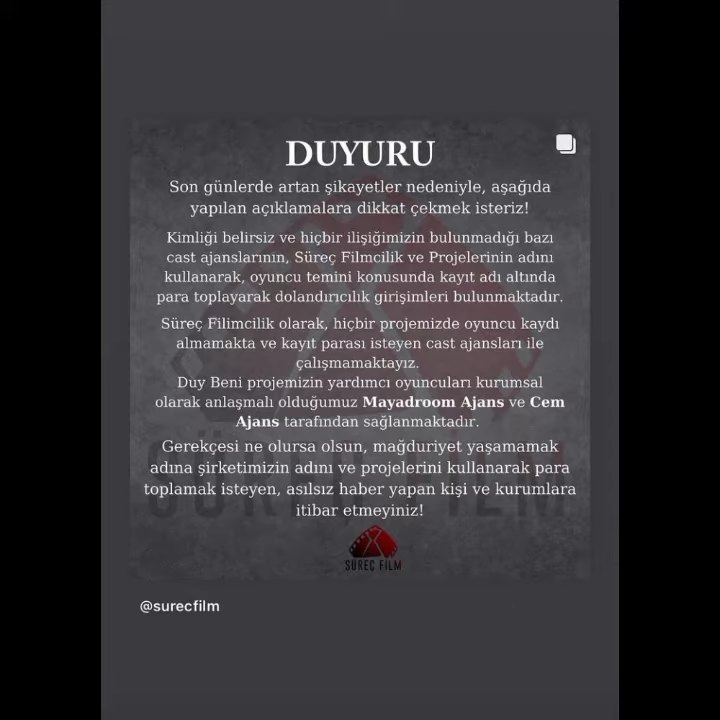 DUYURU
Son günlerde artan şikayetler nedeniyle, aşağıda
yapılan açıklamalara dikkat çekmek isteriz!
Kimliği belirsiz ve hiçbir ilişiğimizin bulunmadığı bazı
cast ajanslarının, Süreç Filmcilik ve Projelerinin adını
kullanarak, oyuncu temini konusunda kayıt adı altında
para toplayarak dolandırıcılık girişimleri bulunmaktadır.
Süreç Filimcilik olarak, hiçbir projemizde oyuncu kaydı
almamakta ve kayıt parası isteyen cast ajansları ile
çalışmamaktayız.
Duy Beni projemizin yardımcı oyuncuları kurumsal
olarak anlaşmalı olduğumuz Mayadroom Ajans ve Cem
Ajans tarafından sağlanmaktadır.
Gerekçesi ne olursa olsun, mağduriyet yaşamamak
adına şirketimizin adını ve projelerini kullanarak para
toplamak isteyen, asılsız haber yapan kişi ve kurumlara
itibar etmeyiniz!
SÜREÇ FİLM
@surecfilm